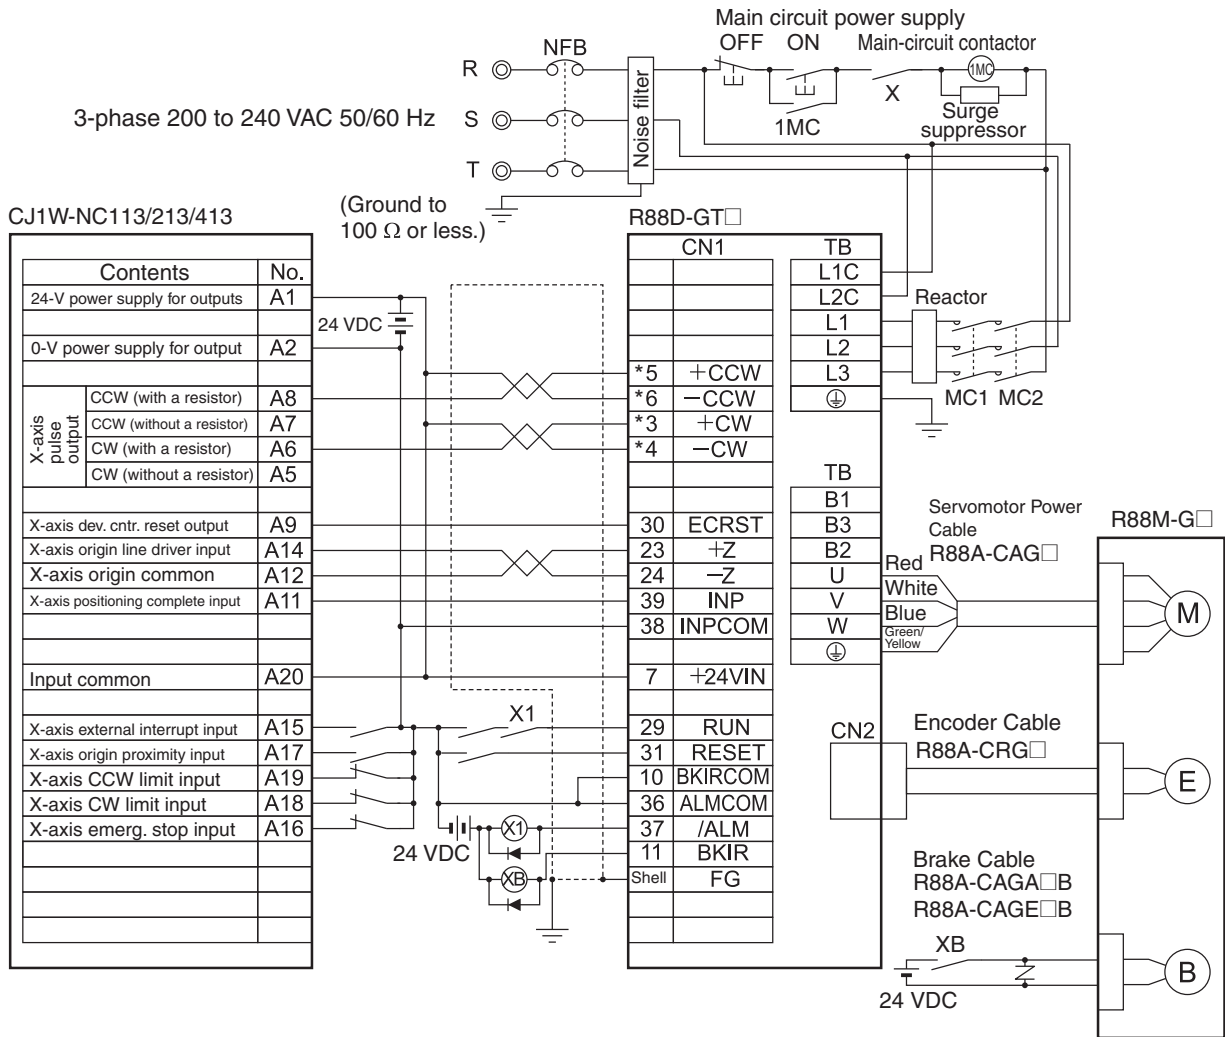 Main circuit power supply
OFF ON Main-circuit contactor
NFB
R
1MC
X
Surge
suppressor
1MC
Noise filter
3-phase 200 to 240 VAC 50/60 Hz
S
T
(Ground to
100 Ω or less.)
CJ1W-NC113/213/413
Contents No.
24-V power supply for outputs A1
0-V power supply for output A2
X-axis
pulse
output
CCW (with a resistor) A8
CCW (without a resistor) A7
CW (with a resistor) A6
CW (without a resistor) A5
X-axis dev. cntr. reset output A9
X-axis origin line driver input A14
X-axis origin common A12
X-axis positioning complete input A11
Input common A20
X-axis external interrupt input A15
X-axis origin proximity input A17
X-axis CCW limit input A19
X-axis CW limit input A18
X-axis emerg. stop input A16
24 VDC
X1
24 VDC
X1
XB
R88D-GT□
CN1
*5 +CCW
*6 −CCW
*3 +CW
*4 −CW
30 ECRST
23 +Z
24 −Z
39 INP
38 INPCOM
7 +24VIN
29 RUN
31 RESET
10 BKIRCOM
36 ALMCOM
37 /ALM
11 BKIR
Shell FG
TB
L1C
L2C
L1
L2
L3
TB
B1
B3
B2
U
V
W
CN2
Reactor
MC1 MC2
Servomotor Power
Cable
R88A-CAG□
Red
White
Blue
Green/
Yellow
R88M-G□
M
Encoder Cable
R88A-CRG□
E
Brake Cable
R88A-CAGA□B
R88A-CAGE□B
XB
24 VDC
B